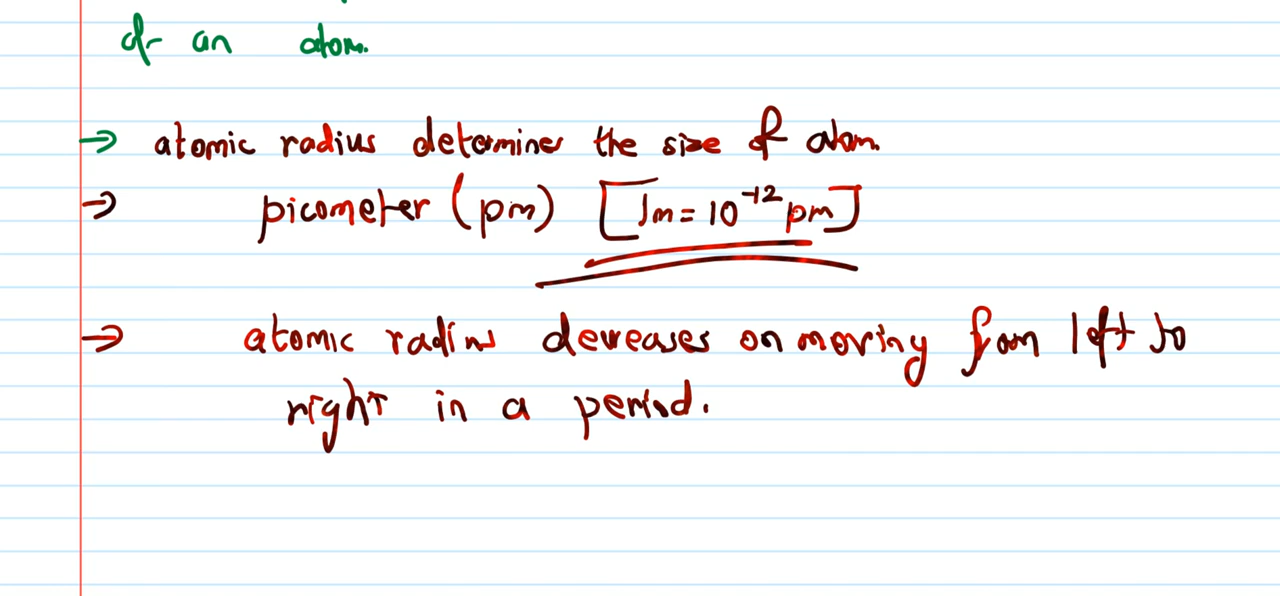 of an atom.
→ atomic radius determines the size of atom.
→ picometer (pm) [1m = 10⁻¹² pm]
→ atomic radius decreases on moving from left to
right in a period.